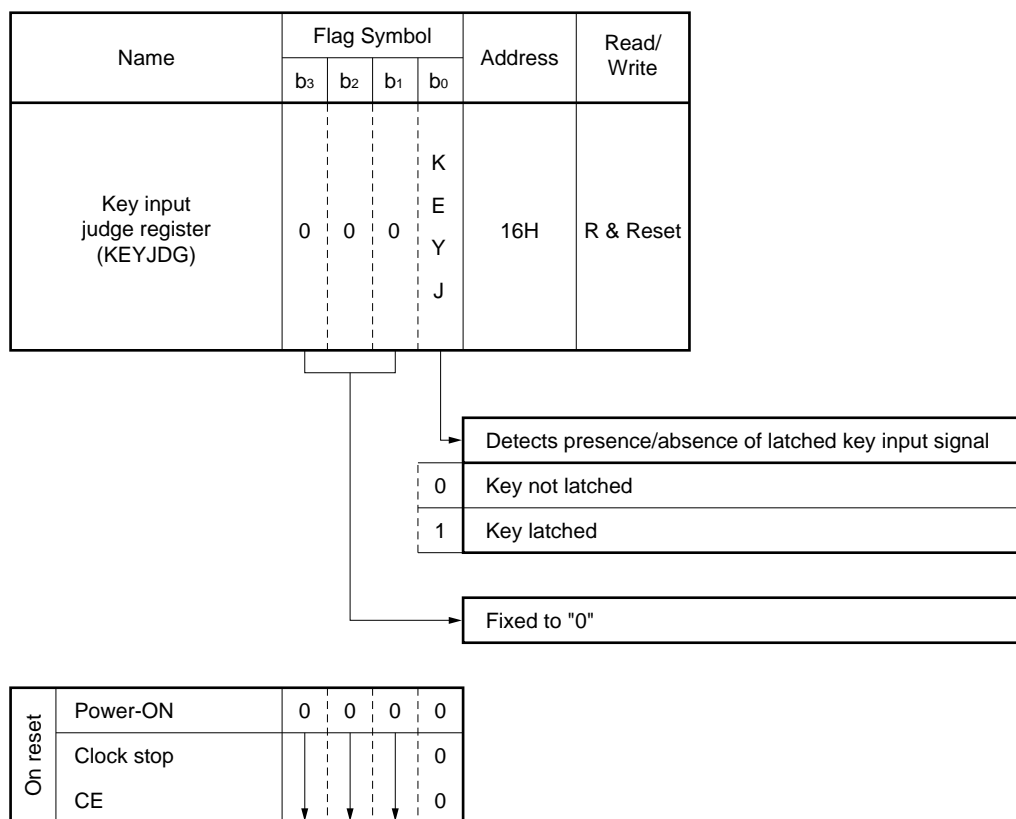 Name Flag Symbol Address Read/
Write
b3 b2 b1 b0
Key input
judge register
(KEYJDG)
0 0 0
K
E
Y
J
16H R & Reset
Detects presence/absence of latched key input signal
0 Key not latched
1 Key latched
Fixed to "0"
On reset
Power-ON 0 0 0 0
Clock stop 0
CE 0